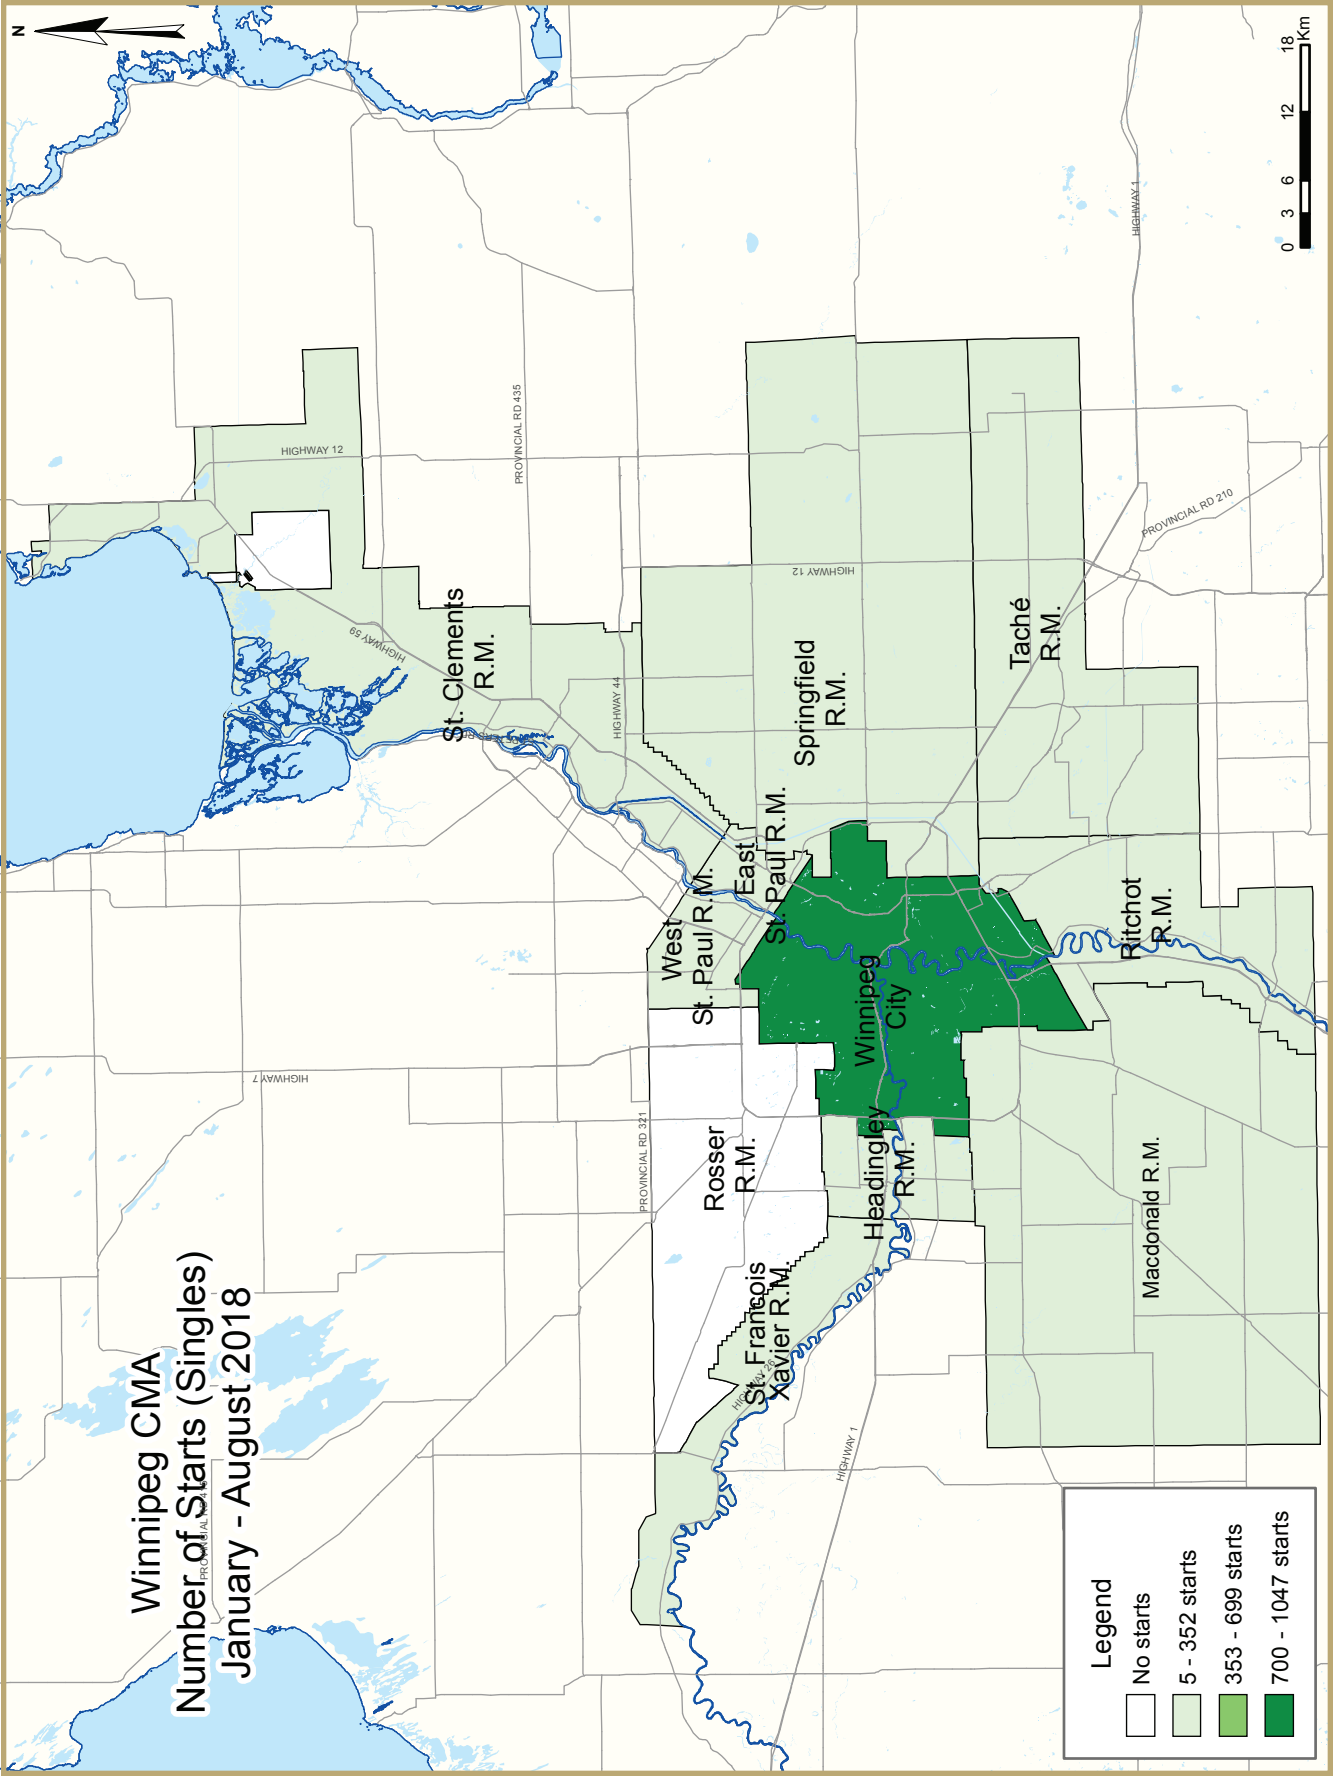 Winnipeg CMA
Number of Starts (Singles)
January - August 2018
N
HIGHWAY 12
PROVINCIAL RD 435
HIGHWAY 59
St. Clements
R.M.
HIGHWAY 44
HIGHWAY 7
PROVINCIAL RD 321
West
St. Paul R.M.
East
St. Paul R.M.
Rosser
R.M.
Springfield
R.M.
HIGHWAY 12
St. Francois
Xavier R.M.
HIGHWAY 26
Headingley
R.M.
Winnipeg
City
HIGHWAY 1
HIGHWAY 1
Taché
R.M.
PROVINCIAL RD 210
Ritchot
R.M.
Macdonald R.M.
Legend
No starts
5 - 352 starts
353 - 699 starts
700 - 1047 starts
0 3 6 12 18
Km